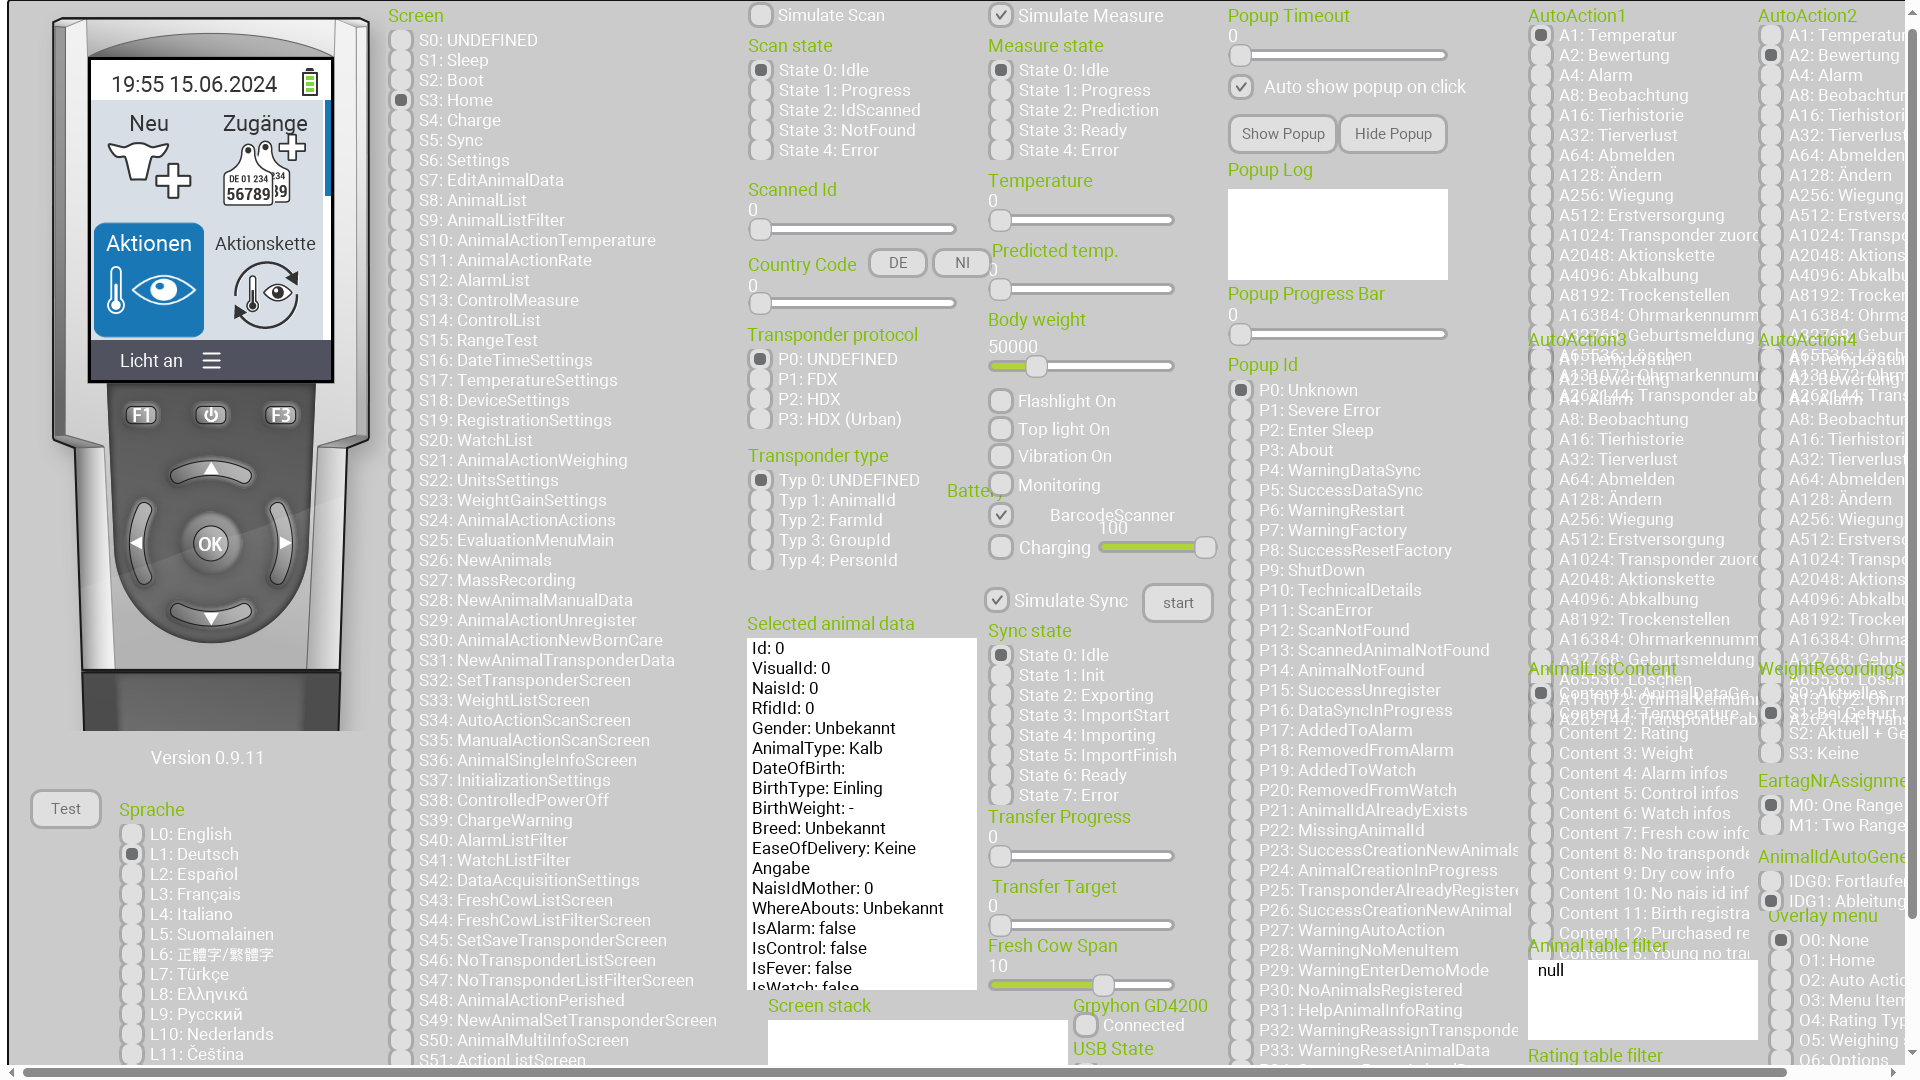 19:55 15.06.2024
Neu
Zugänge
DE 01 234
56789
234
89
Aktionen
Aktionskette
Licht an
F1
F3
OK
Version 0.9.11
Test
Sprache
L0: English
L1: Deutsch
L2: Español
L3: Français
L4: Italiano
L5: Suomalainen
L6: 正體字/繁體字
L7: Türkçe
L8: Ελληνικά
L9: Русский
L10: Nederlands
L11: Čeština
Screen
S0: UNDEFINED
S1: Sleep
S2: Boot
S3: Home
S4: Charge
S5: Sync
S6: Settings
S7: EditAnimalData
S8: AnimalList
S9: AnimalListFilter
S10: AnimalActionTemperature
S11: AnimalActionRate
S12: AlarmList
S13: ControlMeasure
S14: ControlList
S15: RangeTest
S16: DateTimeSettings
S17: TemperatureSettings
S18: DeviceSettings
S19: RegistrationSettings
S20: WatchList
S21: AnimalActionWeighing
S22: UnitsSettings
S23: WeightGainSettings
S24: AnimalActionActions
S25: EvaluationMenuMain
S26: NewAnimals
S27: MassRecording
S28: NewAnimalManualData
S29: AnimalActionUnregister
S30: AnimalActionNewBornCare
S31: NewAnimalTransponderData
S32: SetTransponderScreen
S33: WeightListScreen
S34: AutoActionScanScreen
S35: ManualActionScanScreen
S36: AnimalSingleInfoScreen
S37: InitializationSettings
S38: ControlledPowerOff
S39: ChargeWarning
S40: AlarmListFilter
S41: WatchListFilter
S42: DataAcquisitionSettings
S43: FreshCowListScreen
S44: FreshCowListFilterScreen
S45: SetSaveTransponderScreen
S46: NoTransponderListScreen
S47: NoTransponderListFilterScreen
S48: AnimalActionPerished
S49: NewAnimalSetTransponderScreen
S50: AnimalMultiInfoScreen
S51: ActionListScreen
Simulate Scan
Scan state
State 0: Idle
State 1: Progress
State 2: IdScanned
State 3: NotFound
State 4: Error
Scanned Id
0
Country Code
DE
NI
0
Transponder protocol
P0: UNDEFINED
P1: FDX
P2: HDX
P3: HDX (Urban)
Transponder type
Typ 0: UNDEFINED
Typ 1: AnimalId
Typ 2: FarmId
Typ 3: GroupId
Typ 4: PersonId
Selected animal data
Id: 0
VisualId: 0
NaisId: 0
RfidId: 0
Gender: Unbekannt
AnimalType: Kalb
DateOfBirth:
BirthType: Einling
BirthWeight: -
Breed: Unbekannt
EaseOfDelivery: Keine
Angabe
NaisIdMother: 0
WhereAbouts: Unbekannt
IsAlarm: false
IsControl: false
IsFever: false
IsWatch: false
Screen stack
Simulate Measure
Measure state
State 0: Idle
State 1: Progress
State 2: Prediction
State 3: Ready
State 4: Error
Temperature
0
Predicted temp.
0
Body weight
50000
Flashlight On
Top light On
Vibration On
Monitoring
Battery
BarcodeScanner
100
Charging
Simulate Sync
start
Sync state
State 0: Idle
State 1: Init
State 2: Exporting
State 3: ImportStart
State 4: Importing
State 5: ImportFinish
State 6: Ready
State 7: Error
Transfer Progress
0
Transfer Target
0
Fresh Cow Span
10
Grpyhon GD4200
Connected
USB State
Popup Timeout
0
Auto show popup on click
Show Popup
Hide Popup
Popup Log
Popup Progress Bar
0
Popup Id
P0: Unknown
P1: Severe Error
P2: Enter Sleep
P3: About
P4: WarningDataSync
P5: SuccessDataSync
P6: WarningRestart
P7: WarningFactory
P8: SuccessResetFactory
P9: ShutDown
P10: TechnicalDetails
P11: ScanError
P12: ScanNotFound
P13: ScannedAnimalNotFound
P14: AnimalNotFound
P15: SuccessUnregister
P16: DataSyncInProgress
P17: AddedToAlarm
P18: RemovedFromAlarm
P19: AddedToWatch
P20: RemovedFromWatch
P21: AnimalIdAlreadyExists
P22: MissingAnimalId
P23: SuccessCreationNewAnimals
P24: AnimalCreationInProgress
P25: TransponderAlreadyRegistere
P26: SuccessCreationNewAnimal
P27: WarningAutoAction
P28: WarningNoMenuItem
P29: WarningEnterDemoMode
P30: NoAnimalsRegistered
P31: HelpAnimalInfoRating
P32: WarningReassignTransponde
P33: WarningResetAnimalData
AutoAction1
A1: Temperatur
A2: Bewertung
A4: Alarm
A8: Beobachtung
A16: Tierhistorie
A32: Tierverlust
A64: Abmelden
A128: Ändern
A256: Wiegung
A512: Erstversorgung
A1024: Transponder zuord
A2048: Aktionskette
A4096: Abkalbung
A8192: Trockenstellen
A16384: Ohrmarkennumm
A32768: Geburtsmeldung
A65536: Löschen
A131072: Ohrmarkennumm
A262144: Transponder ab
AutoAction3
A1: Temperatur
A2: Bewertung
A4: Alarm
A8: Beobachtung
A16: Tierhistorie
A32: Tierverlust
A64: Abmelden
A128: Ändern
A256: Wiegung
A512: Erstversorgung
A1024: Transponder zuord
A2048: Aktionskette
A4096: Abkalbung
A8192: Trockenstellen
A16384: Ohrmarkennumm
A32768: Geburtsmeldung
A65536: Löschen
A131072: Ohrmarkennumm
A262144: Transponder ab
AnimalListContent
Content 0: AnimalDataGe
Content 1: Temperature
Content 2: Rating
Content 3: Weight
Content 4: Alarm infos
Content 5: Control infos
Content 6: Watch infos
Content 7: Fresh cow info
Content 8: No transponde
Content 9: Dry cow info
Content 10: No nais id inf
Content 11: Birth registra
Content 12: Purchased re
Content 13: Young no trai
Animal table filter
null
Rating table filter
AutoAction2
A1: Temperatur
A2: Bewertung
A4: Alarm
A8: Beobachtur
A16: Tierhistori
A32: Tierverlust
A64: Abmelden
A128: Ändern
A256: Wiegung
A512: Erstverso
A1024: Transpo
A2048: Aktions
A4096: Abkalbu
A8192: Trocken
A16384: Ohrma
A32768: Geburt
A65536: Lösch
A131072: Ohrm
A262144: Trans
AutoAction4
A1: Temperatur
A2: Bewertung
A4: Alarm
A8: Beobachtur
A16: Tierhistori
A32: Tierverlust
A64: Abmelden
A128: Ändern
A256: Wiegung
A512: Erstverso
A1024: Transpo
A2048: Aktions
A4096: Abkalbu
A8192: Trocken
A16384: Ohrma
A32768: Geburt
A65536: Lösch
A131072: Ohrm
A262144: Trans
WeightRecordingS
S0: Aktuelles
S1: Bei Geburt
S2: Aktuell + Ge
S3: Keine
EartagNrAssignme
M0: One Range
M1: Two Range
AnimalIdAutoGene
IDG0: Fortlaufer
IDG1: Ableitung
Overlay menu
O0: None
O1: Home
O2: Auto Actic
O3: Menu Item
O4: Rating Typ
O5: Weighing
O6: Options